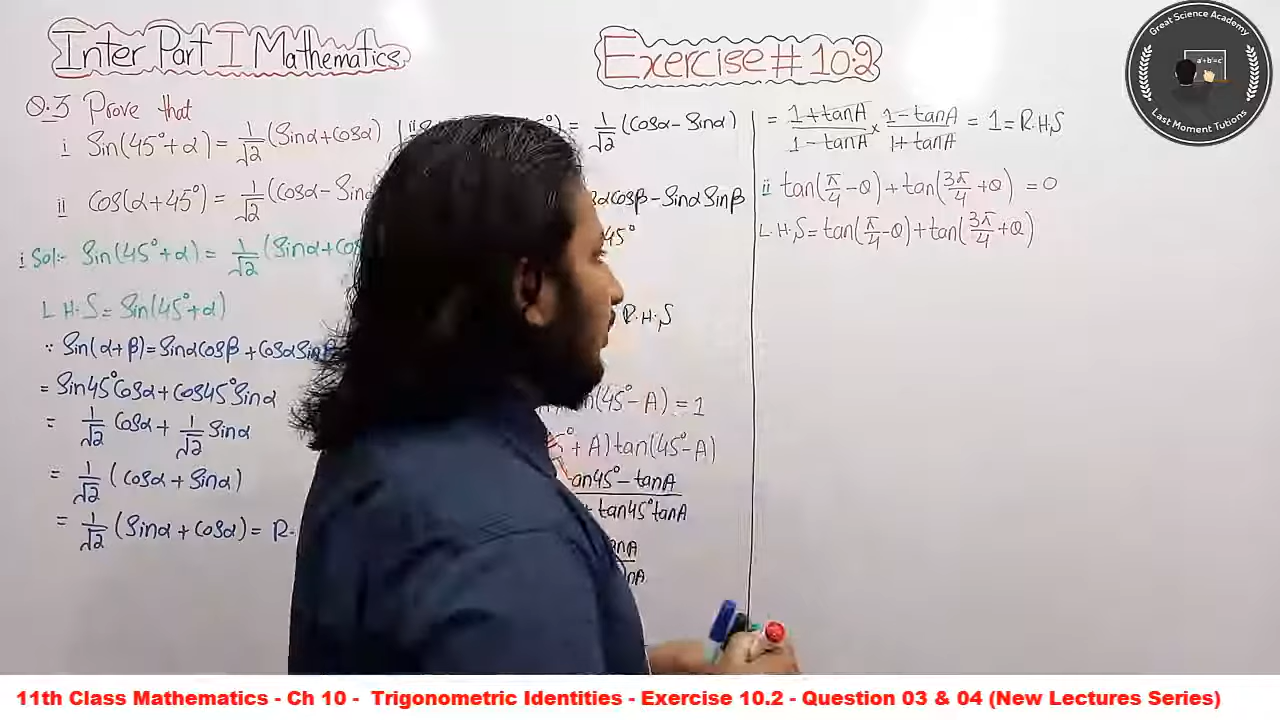 Inter Part I Mathematics
Exercise # 10.2
Great Science Academy
a²+b²=c²
Last Moment Tutions
Q.3 Prove that
i Sin(45°+α) = 1/√2 (Sinα+cosα)
ii cos(α+45°) = 1/√2 (cosα - Sinα
i Sol:- Sin(45°+α) = 1/√2 (Sinα+cos
L.H.S = Sin(45°+α)
∵ Sin(α+β)=SinαCosβ + CosαSinβ
= Sin45°Cosα + Cos45°Sinα
= 1/√2 Cosα + 1/√2 Sinα
= 1/√2 (cosα + Sinα)
= 1/√2 (Sinα + cosα) = R.
°) = 1/√2 (Cosα - Sinα)
αcosβ - SinαSinβ
45°
R.H.S
(45° - A) = 1
° + A) tan(45° - A)
an45° - tanA
tan45°tanA
anA
nA
= 1+tanA/1-tanA × 1-tanA/1+tanA = 1 = R.H.S
ii tan(π/4 - θ) + tan(3π/4 + θ) = 0
L.H.S = tan(π/4 - θ) + tan(3π/4 + θ)
11th Class Mathematics - Ch 10 - Trigonometric Identities - Exercise 10.2 - Question 03 & 04 (New Lectures Series)